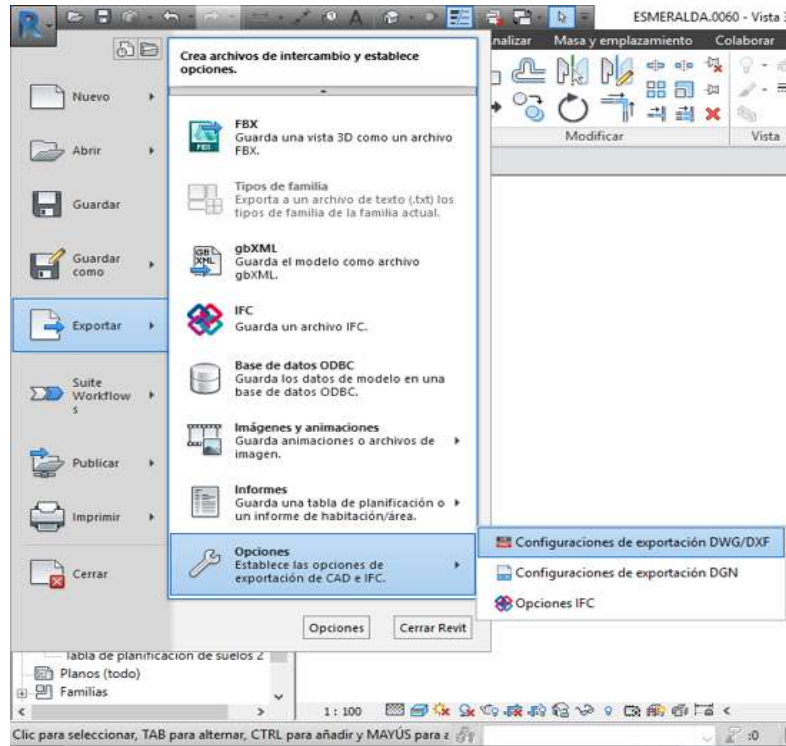 ESMERALDA.0060 - Vista 3
nalizar Masa y emplazamiento Colaborar
Crea archivos de intercambio y establece
opciones.
Nuevo
Abrir
Guardar
Guardar
como
Exportar
Suite
Workflow
s
Publicar
Imprimir
Cerrar
FBX
FBX
Guarda una vista 3D como un archivo
FBX.
Tipos de familia
Exporta a un archivo de texto (.txt) los
tipos de familia de la familia actual.
GB
XML
gbXML
Guarda el modelo como archivo
gbXML.
IFC
Guarda un archivo IFC.
Base de datos ODBC
Guarda los datos de modelo en una
base de datos ODBC.
Imágenes y animaciones
Guarda animaciones o archivos de
imagen.
Informes
Guarda una tabla de planificación o
un informe de habitación/área.
Opciones
Establece las opciones de
exportación de CAD e IFC.
Modificar Vista
Configuraciones de exportación DWG/DXF
Configuraciones de exportación DGN
Opciones IFC
Opciones Cerrar Revit
Tabla de planificación de suelos 2
Planos (todo)
Familias
1 : 100
Clic para seleccionar, TAB para alternar, CTRL para añadir y MAYÚS para
:0